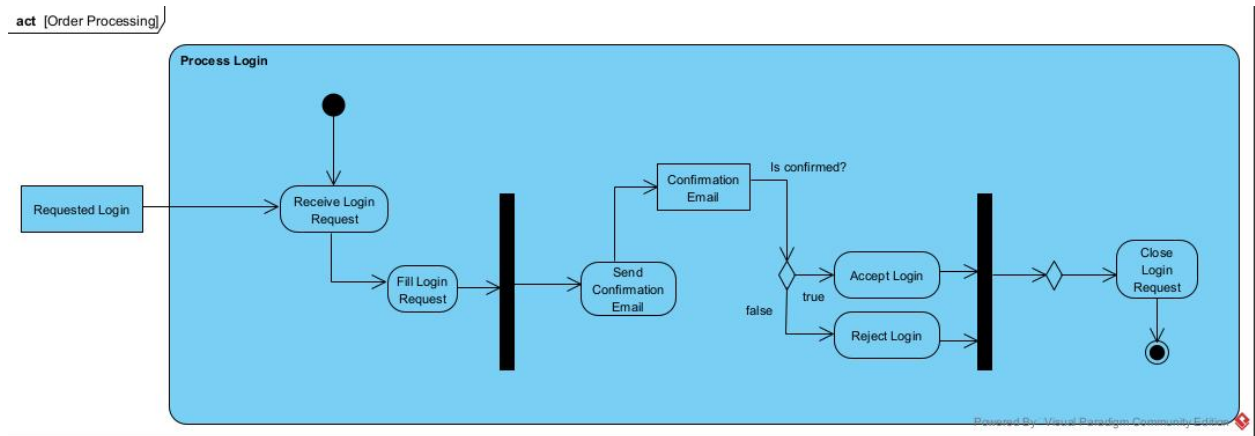 act [Order Processing]
Process Login
Requested Login
Receive Login
Request
Fill Login
Request
Send
Confirmation
Email
Confirmation
Email
Is confirmed?
true
false
Accept Login
Reject Login
Close
Login
Request
Powered By: Visual Paradigm Community Edition